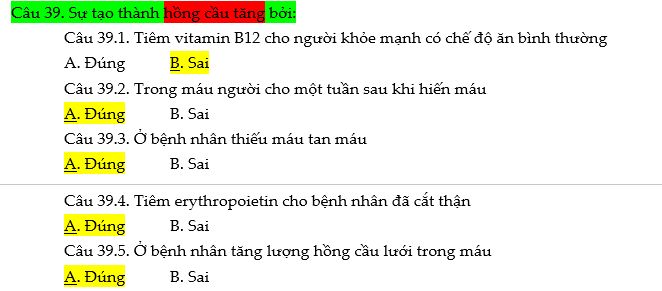 Câu 39. Sự tạo thành hồng cầu tăng bởi:
Câu 39.1. Tiêm vitamin B12 cho người khỏe mạnh có chế độ ăn bình thường
A. Đúng B. Sai
Câu 39.2. Trong máu người cho một tuần sau khi hiến máu
A. Đúng B. Sai
Câu 39.3. Ở bệnh nhân thiếu máu tan máu
A. Đúng B. Sai
Câu 39.4. Tiêm erythropoietin cho bệnh nhân đã cắt thận
A. Đúng B. Sai
Câu 39.5. Ở bệnh nhân tăng lượng hồng cầu lưới trong máu
A. Đúng B. Sai